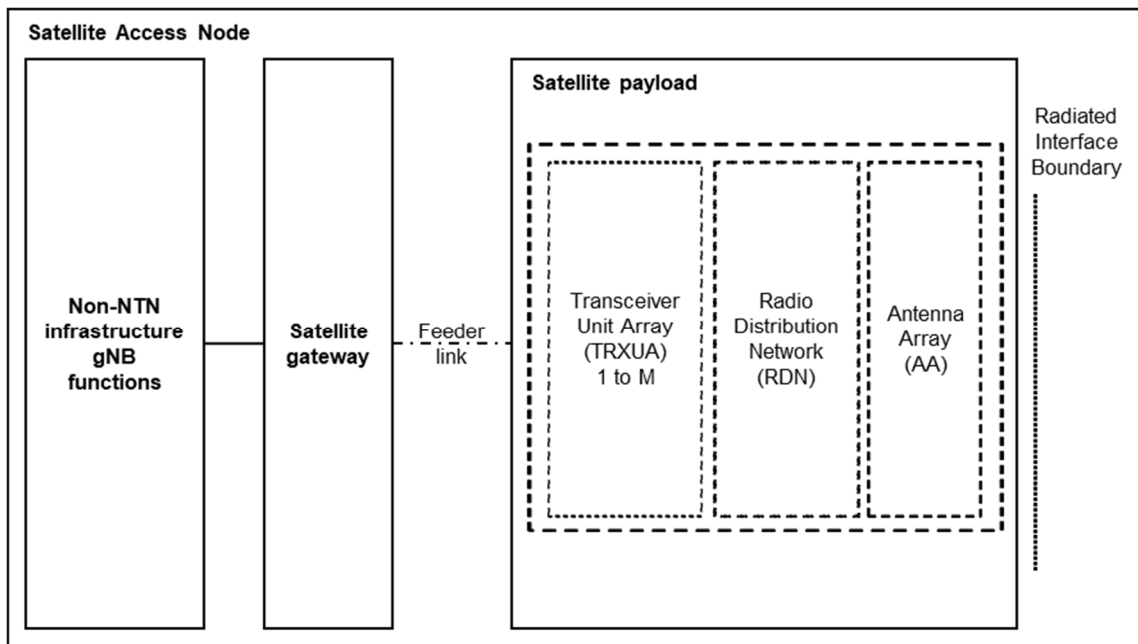 Satellite Access Node
Non-NTN
infrastructure
gNB
functions
Satellite
gateway
Feeder
link
Satellite payload
Transceiver
Unit Array
(TRXUA)
1 to M
Radio
Distribution
Network
(RDN)
Antenna
Array
(AA)
Radiated
Interface
Boundary